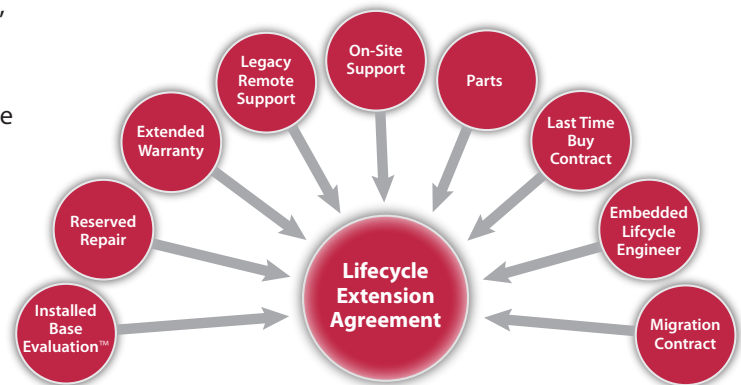 ,
e
On-Site
Support
Legacy
Remote
Support
Parts
Extended
Warranty
Last Time
Buy
Contract
Reserved
Repair
Embedded
Lifcycle
Engineer
Installed
Base
Evaluation™
Lifecycle
Extension
Agreement
Migration
Contract